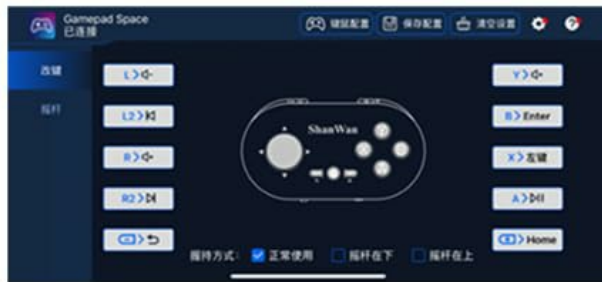 Gamepad Space
已连接
键鼠配置
保存配置
清空设置
改键
摇杆
L
L2
R
R2
ShanWan
Y
B Enter
X 左键
A
Home
握持方式: 正常使用 摇杆在下 摇杆在上